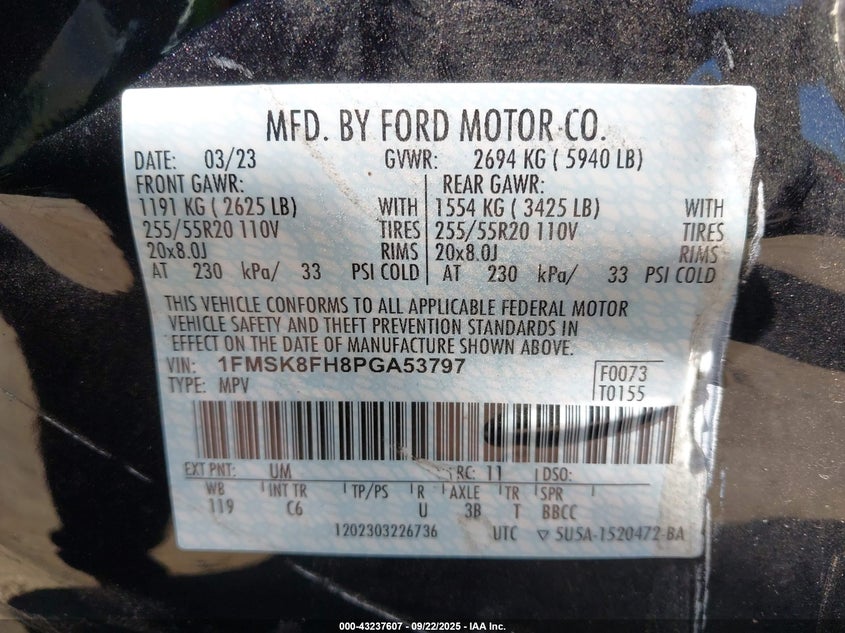 MFD. BY FORD MOTOR CO.
DATE: 03/23 GVWR: 2694 KG ( 5940 LB)
FRONT GAWR: REAR GAWR:
1191 KG ( 2625 LB) WITH 1554 KG ( 3425 LB) WITH
255/55R20 110V TIRES 255/55R20 110V TIRES
20x8.0J RIMS 20x8.0J RIMS
AT 230 kPa/ 33 PSI COLD AT 230 kPa/ 33 PSI COLD
THIS VEHICLE CONFORMS TO ALL APPLICABLE FEDERAL MOTOR
VEHICLE SAFETY AND THEFT PREVENTION STANDARDS IN
EFFECT ON THE DATE OF MANUFACTURE SHOWN ABOVE.
VIN: 1FMSK8FH8PGA53797
TYPE: MPV
F0073
T0155
EXT PNT: UM RC: 11 DSO:
WB INT TR TP/PS R AXLE TR SPR
119 C6 U 3B T BBCC
1202303226736 UTC ▽ 5U5A-1520472-BA
000-43237607 - 09/22/2025 - IAA Inc.